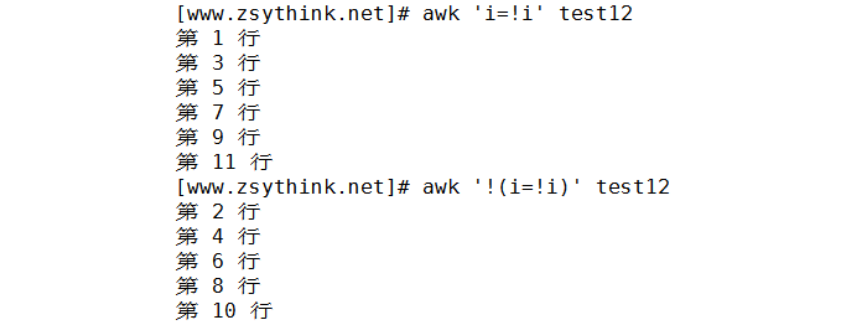 [www.zsythink.net]# awk 'i=!i' test12
第 1 行
第 3 行
第 5 行
第 7 行
第 9 行
第 11 行
[www.zsythink.net]# awk '!(i=!i)' test12
第 2 行
第 4 行
第 6 行
第 8 行
第 10 行